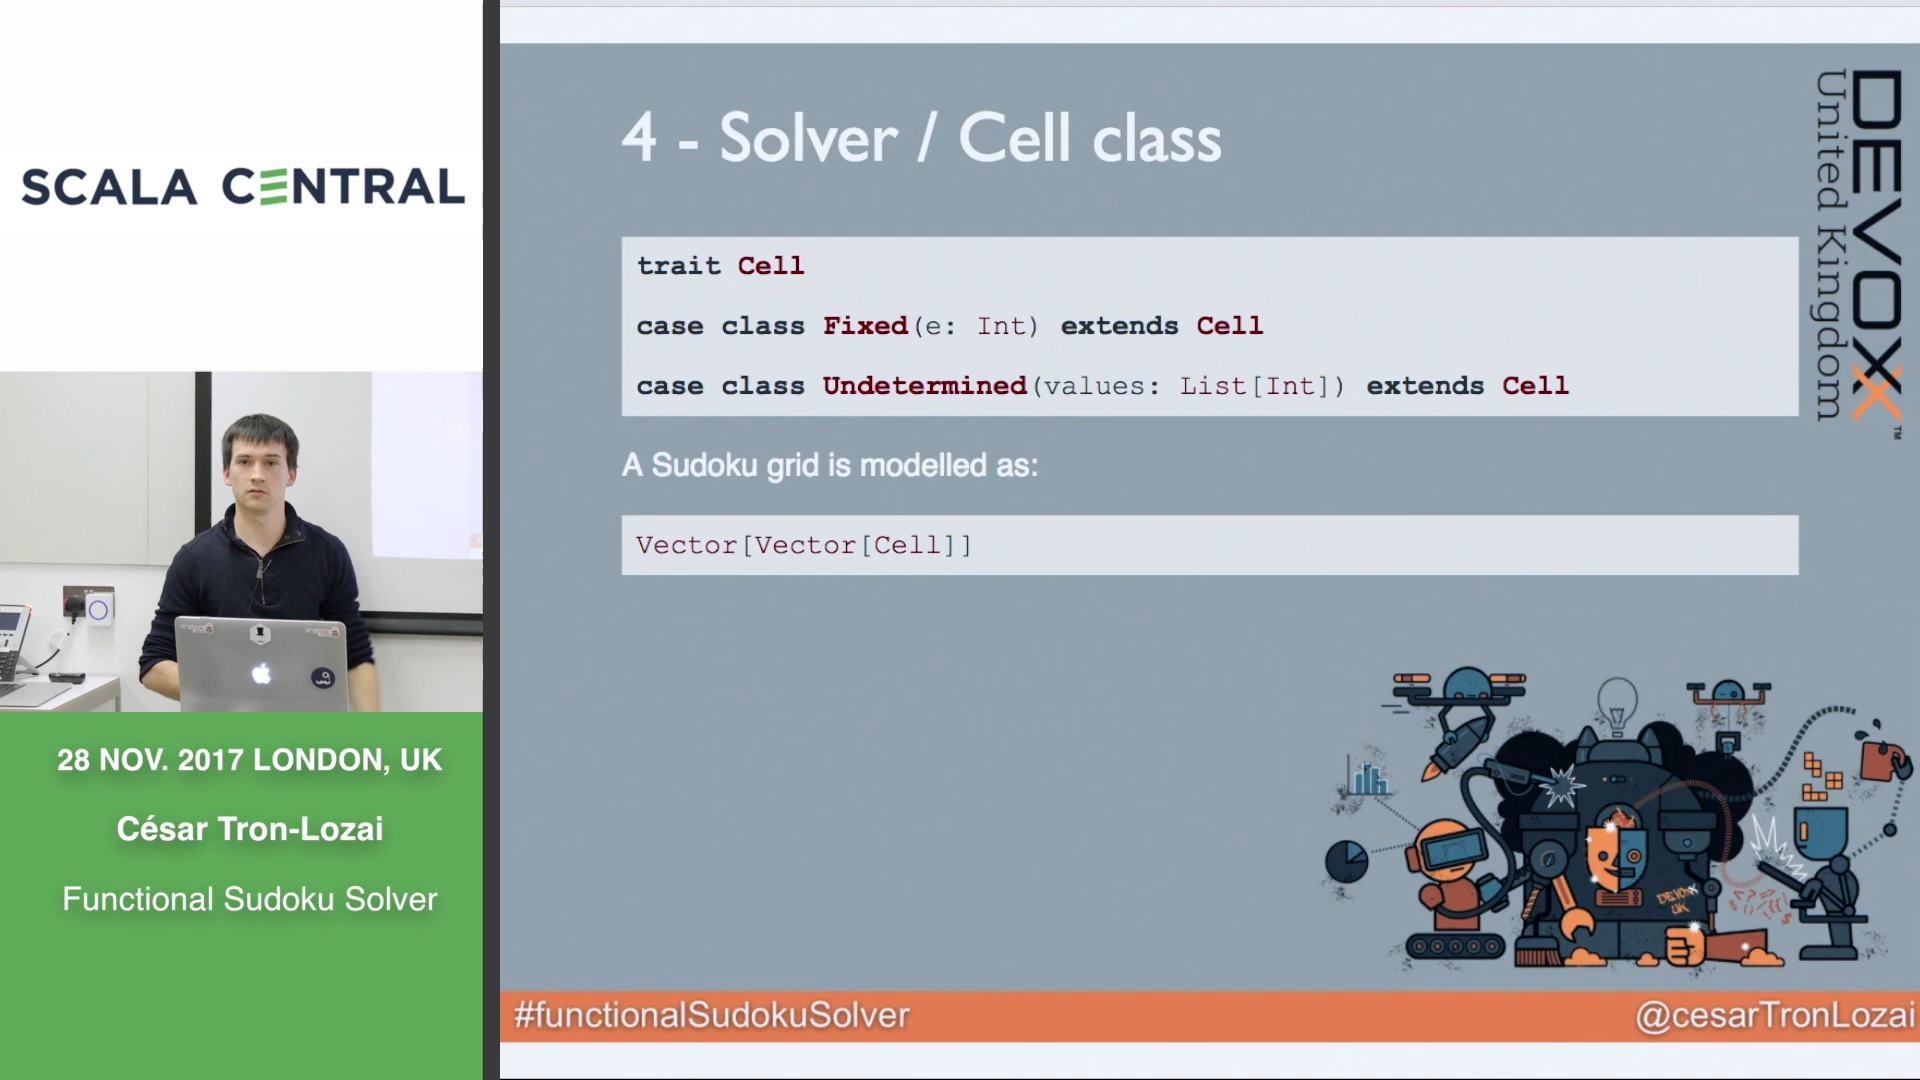 SCALA CENTRAL
28 NOV. 2017 LONDON, UK
César Tron-Lozai
Functional Sudoku Solver
4 - Solver / Cell class
trait Cell
case class Fixed(e: Int) extends Cell
case class Undetermined(values: List[Int]) extends Cell
A Sudoku grid is modelled as:
Vector[Vector[Cell]]
DEVOXX™
United Kingdom
DEVOXX
UK
#functionalSudokuSolver
@cesarTronLozai